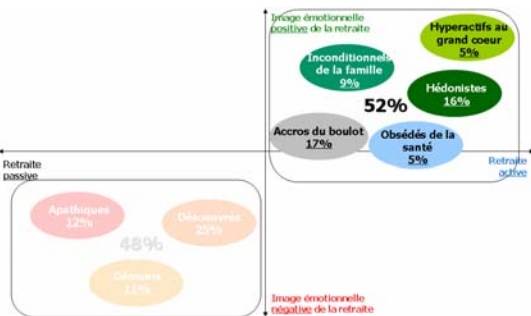 Image émotionnelle
positive de la retraite
Hyperactifs au
grand coeur
5%
Inconditionnels
de la famille
9%
Hédonistes
16%
52%
Accros du boulot
17%
Obsédés de la
santé
5%
Retraite
passive
Retraite
active
Apathiques
12%
Désoeuvrés
25%
48%
Démunis
11%
Image émotionnelle
négative de la retraite